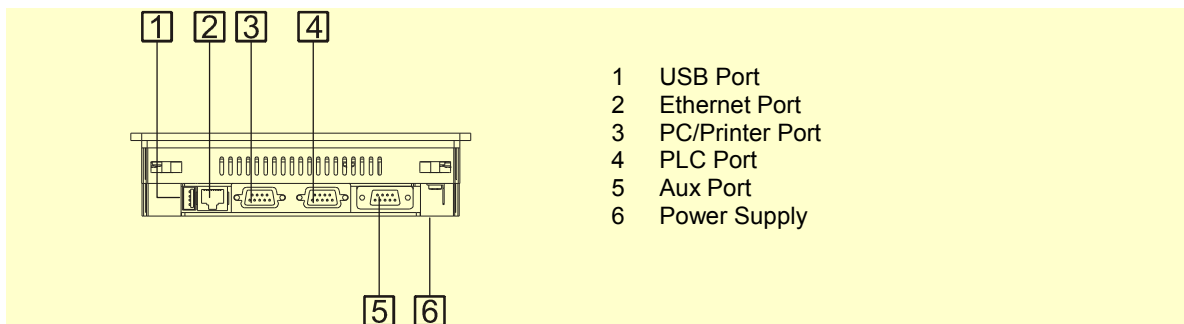 1 2 3 4
1 USB Port
2 Ethernet Port
3 PC/Printer Port
4 PLC Port
5 Aux Port
6 Power Supply
5 6